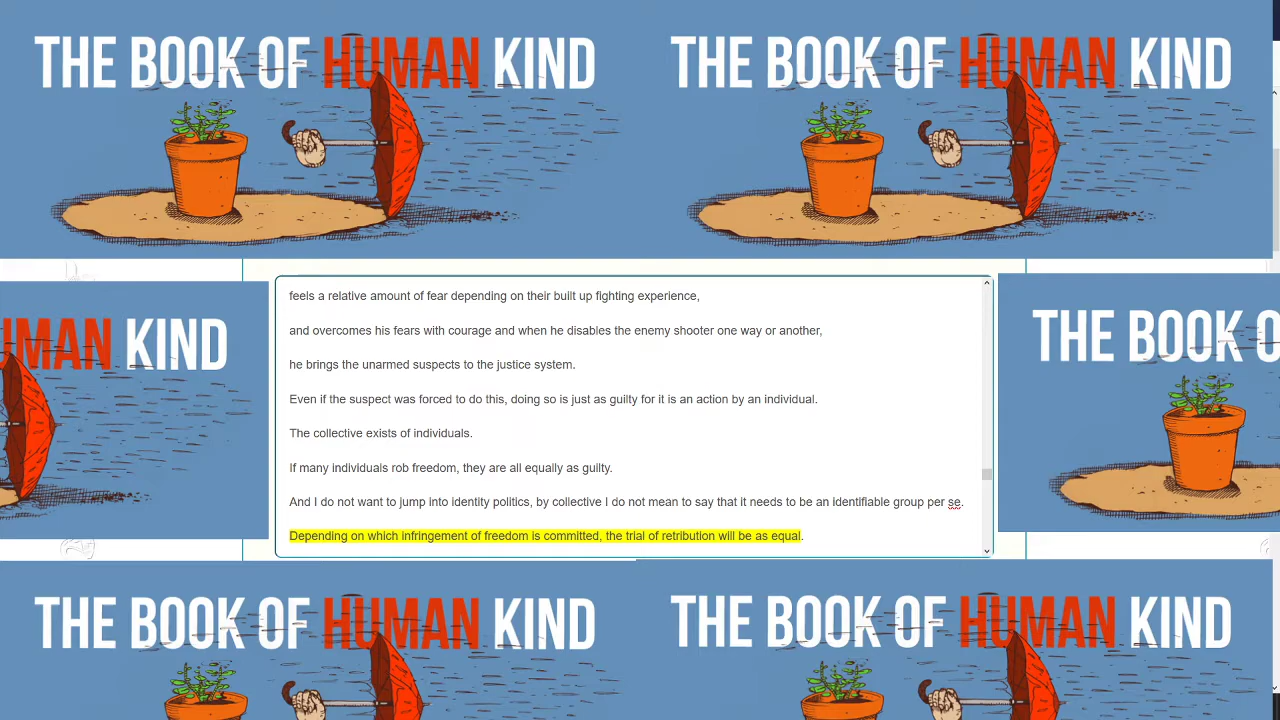 THE BOOK OF HUMAN KIND
THE BOOK OF HUMAN KIND
feels a relative amount of fear depending on their built up fighting experience,
and overcomes his fears with courage and when he disables the enemy shooter one way or another,
he brings the unarmed suspects to the justice system.
Even if the suspect was forced to do this, doing so is just as guilty for it is an action by an individual.
The collective exists of individuals.
If many individuals rob freedom, they are all equally as guilty.
And I do not want to jump into identity politics, by collective I do not mean to say that it needs to be an identifiable group per se.
Depending on which infringement of freedom is committed, the trial of retribution will be as equal.
UMAN KIND
THE BOOK O
THE BOOK OF HUMAN KIND
THE BOOK OF HUMAN KIND